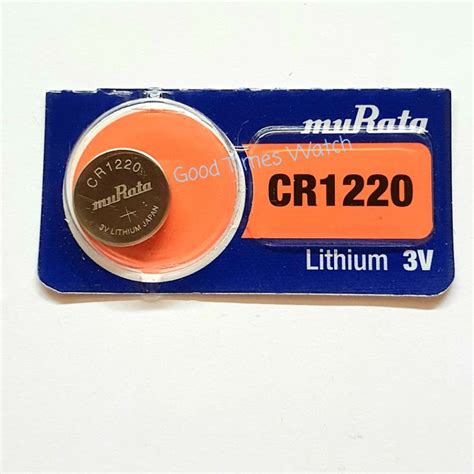 muRata
Good Times Watch
CR1220
Lithium 3V
CR1220
muRata
+
3V LITHIUM JAPAN